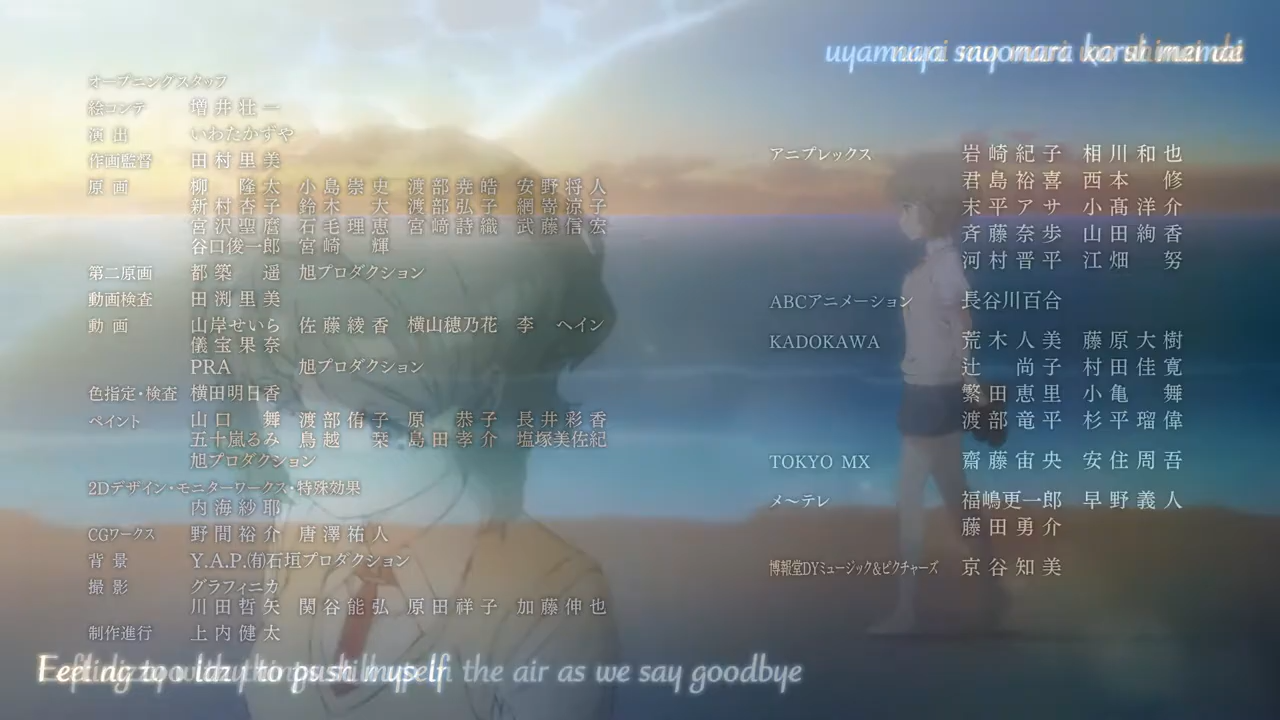 uyamuya sayonara
オープニングスタッフ
絵コンテ 増井壮一
演出 いわたかずや
作画監督 田村里美
原画 柳 隆太 小島崇史 渡部尭皓 安野将人
新村杏子 鈴木 大 渡部弘子 網嵜涼子
宮沢聖麿 石毛理恵 宮﨑詩織 武藤信宏
谷口俊一郎 宮崎 輝
第二原画 都築 遥 旭プロダクション
動画検査 田渕里美
動画 山岸せいら 佐藤綾香 横山穂乃花 李 ヘイン
儀宝果奈
PRA 旭プロダクション
色指定・検査 横田明日香
ペイント 山口 舞 渡部侑子 原 恭子 長井彩香
五十嵐るみ 鳥越 栞 島田孝介 塩塚美佐紀
旭プロダクション
2Dデザイン・モニターワークス・特殊効果
内海紗耶
CGワークス 野間裕介 唐澤祐人
背景 Y.A.P.㈲石垣プロダクション
撮影 グラフィニカ
川田哲矢 関谷能弘 原田祥子 加藤伸也
制作進行 上内健太
アニプレックス 岩崎紀子 相川和也
君島裕喜 西本 修
末平アサ 小髙洋介
斉藤奈歩 山田絢香
河村晋平 江畑 努
ABCアニメーション 長谷川百合
KADOKAWA 荒木人美 藤原大樹
辻 尚子 村田佳寛
繁田恵里 小亀 舞
渡部竜平 杉平瑠偉
TOKYO MX 齋藤宙央 安住周吾
メ〜テレ 福嶋更一郎 早野義人
藤田勇介
博報堂DYミュージック&ピクチャーズ 京谷知美
Feeling too lazy to push myself the air as we say goodbye